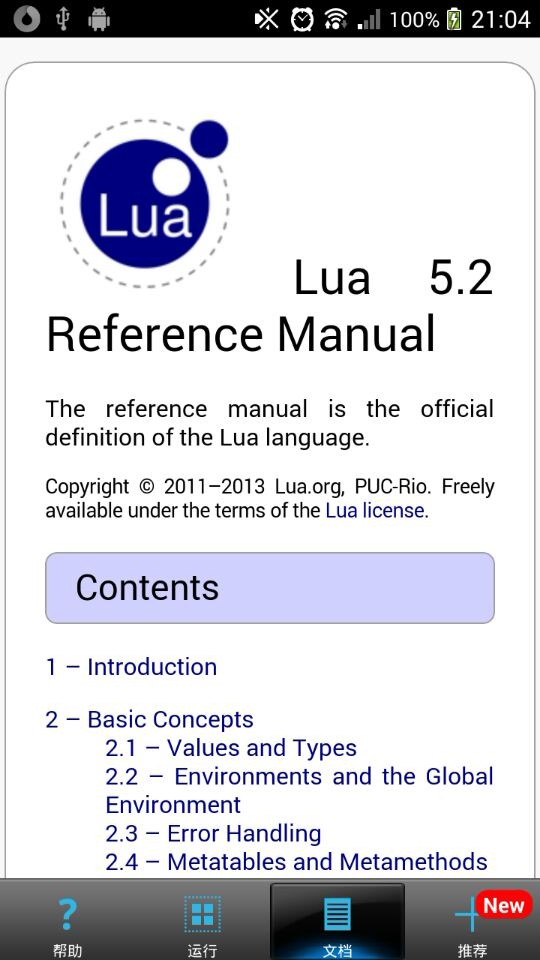 100% 21:04
Lua
Lua 5.2
Reference Manual
The reference manual is the official
definition of the Lua language.
Copyright © 2011–2013 Lua.org, PUC-Rio. Freely
available under the terms of the Lua license.
Contents
1 – Introduction
2 – Basic Concepts
2.1 – Values and Types
2.2 – Environments and the Global
Environment
2.3 – Error Handling
2.4 – Metatables and Metamethods
New
帮助 运行 文档 推荐